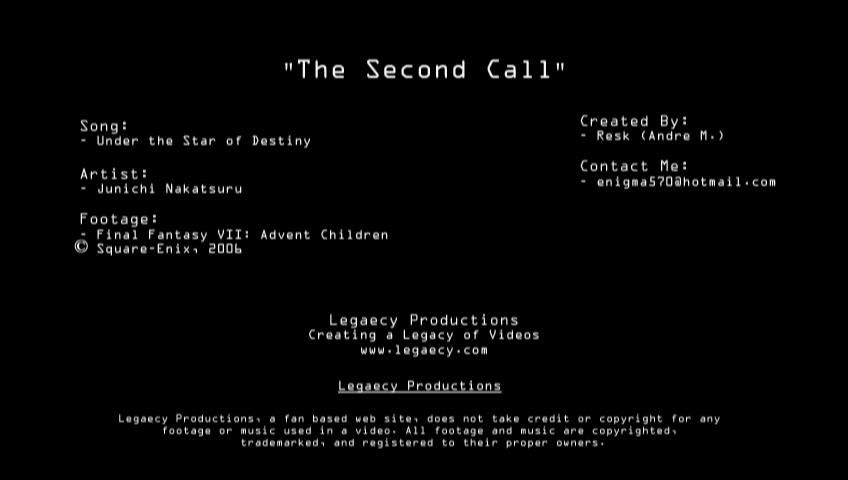 "The Second Call"
Song:
- Under the Star of Destiny
Artist:
- Junichi Nakatsuru
Footage:
- Final Fantasy VII: Advent Children
© Square-Enix, 2006
Created By:
- Resk (Andre M.)
Contact Me:
- enigma570@hotmail.com
Legaecy Productions
Creating a Legacy of Videos
www.legaecy.com
Legaecy Productions
Legaecy Productions, a fan based web site, does not take credit or copyright for any
footage or music used in a video. All footage and music are copyrighted,
trademarked, and registered to their proper owners.